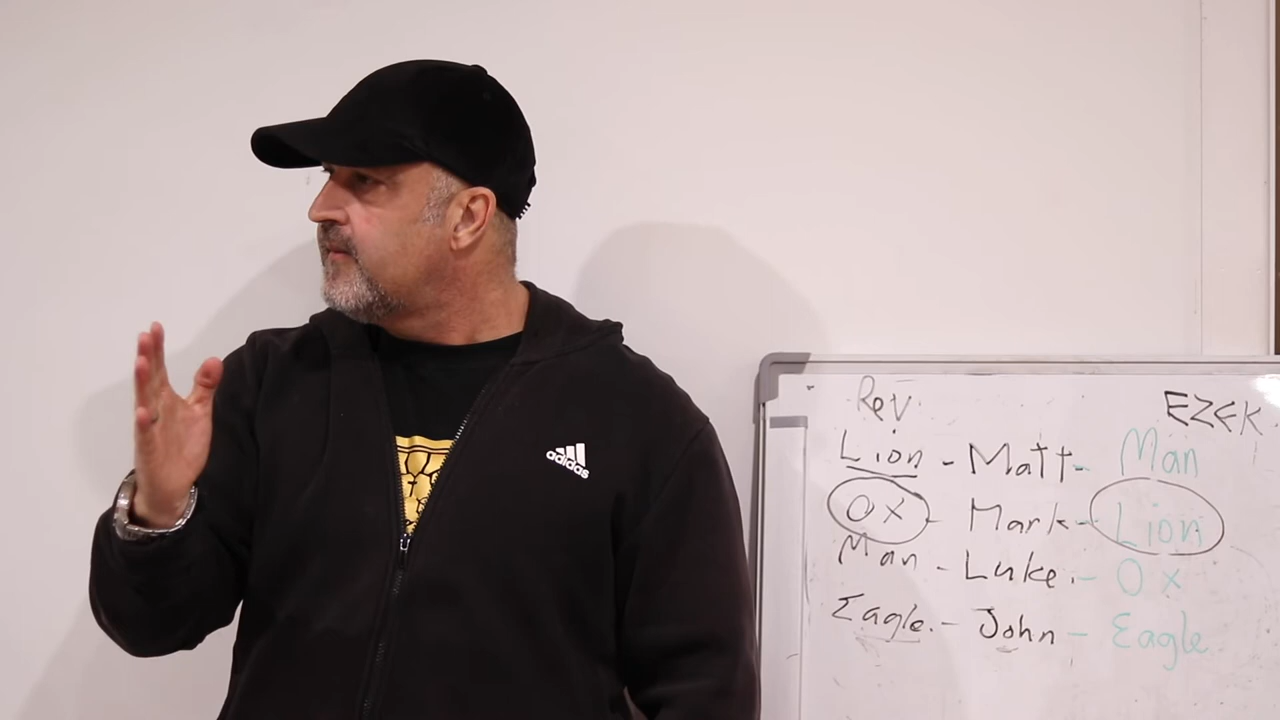 adidas
Rev. EZEK.
Lion - Matt - Man
OX - Mark - Lion
Man - Luke. - Ox
Eagle. - John - Eagle